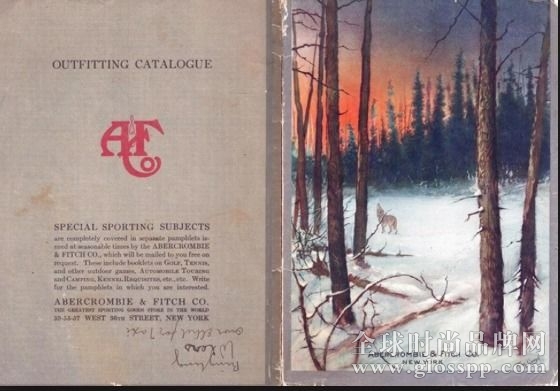 OUTFITTING CATALOGUE
A&F
Co
SPECIAL SPORTING SUBJECTS
are completely covered in separate pamphlets is-
sued at seasonable times by the ABERCROMBIE
& FITCH CO., which will be mailed to you free on
request. These include booklets on GOLF, TENNIS,
and other outdoor games, AUTOMOBILE TOURING
and CAMPING, KENNEL REQUISITES, etc., etc. Write
for the pamphlets in which you are interested.
ABERCROMBIE & FITCH CO.
THE GREATEST SPORTING GOODS STORE IN THE WORLD
53-55-57 WEST 36TH STREET, NEW YORK
ABERCROMBIE & FITCH CO.
NEW YORK
全球时尚品牌网
www.glosspp.com